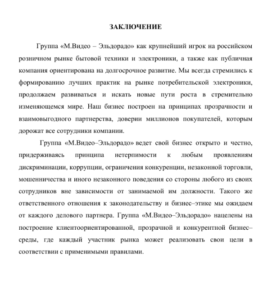 ЗАКЛЮЧЕНИЕ
Группа «М.Видео – Эльдорадо» как крупнейший игрок на российском
розничном рынке бытовой техники и электроники, а также как публичная
компания ориентирована на долгосрочное развитие. Мы всегда стремились к
формированию лучших практик на рынке потребительской электроники,
продолжаем развиваться и искать новые пути роста в стремительно
изменяющемся мире. Наш бизнес построен на принципах прозрачности и
взаимовыгодного партнерства, доверии миллионов покупателей, которым
дорожат все сотрудники компании.
Группа «М.Видео–Эльдорадо» ведет свой бизнес открыто и честно,
придерживаясь принципа нетерпимости к любым проявлениям
дискриминации, коррупции, ограничения конкуренции, незаконной торговли,
мошенничества и иного незаконного поведения со стороны любого из своих
сотрудников вне зависимости от занимаемой им должности. Такого же
ответственного отношения к законодательству и бизнес–этике мы ожидаем
от каждого делового партнера. Группа «М.Видео–Эльдорадо» нацелены на
построение клиентоориентированной, прозрачной и конкурентной бизнес–
среды, где каждый участник рынка может реализовать свои цели в
соответствии с применимыми правилами.